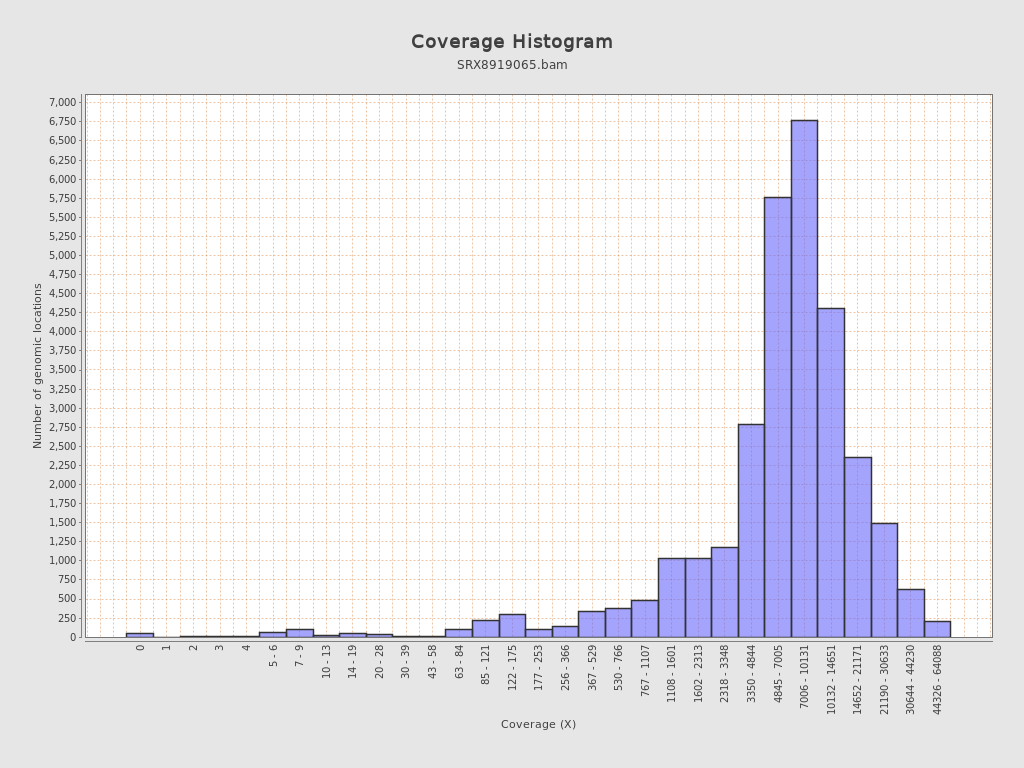 Coverage Histogram
SRX8919065.bam
Number of genomic locations
7,000
6,750
6,500
6,250
6,000
5,750
5,500
5,250
5,000
4,750
4,500
4,250
4,000
3,750
3,500
3,250
3,000
2,750
2,500
2,250
2,000
1,750
1,500
1,250
1,000
750
500
250
0
0
1
2
3
4
5 - 6
7 - 9
10 - 13
14 - 19
20 - 28
30 - 39
43 - 58
63 - 84
85 - 121
122 - 175
177 - 253
256 - 366
367 - 529
530 - 766
767 - 1107
1108 - 1601
1602 - 2313
2318 - 3348
3350 - 4844
4845 - 7005
7006 - 10131
10132 - 14651
14652 - 21171
21190 - 30633
30644 - 44230
44326 - 64088
Coverage (X)